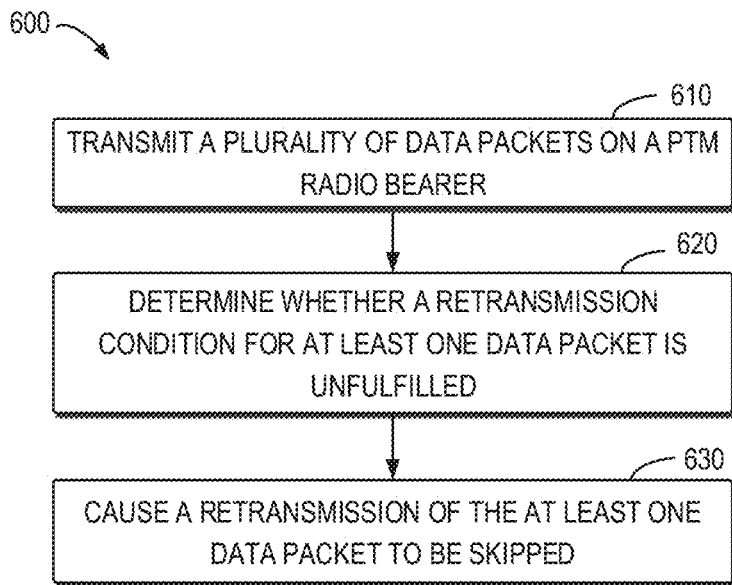 600
610
TRANSMIT A PLURALITY OF DATA PACKETS ON A PTM
RADIO BEARER
620
DETERMINE WHETHER A RETRANSMISSION
CONDITION FOR AT LEAST ONE DATA PACKET IS
UNFULFILLED
630
CAUSE A RETRANSMISSION OF THE AT LEAST ONE
DATA PACKET TO BE SKIPPED